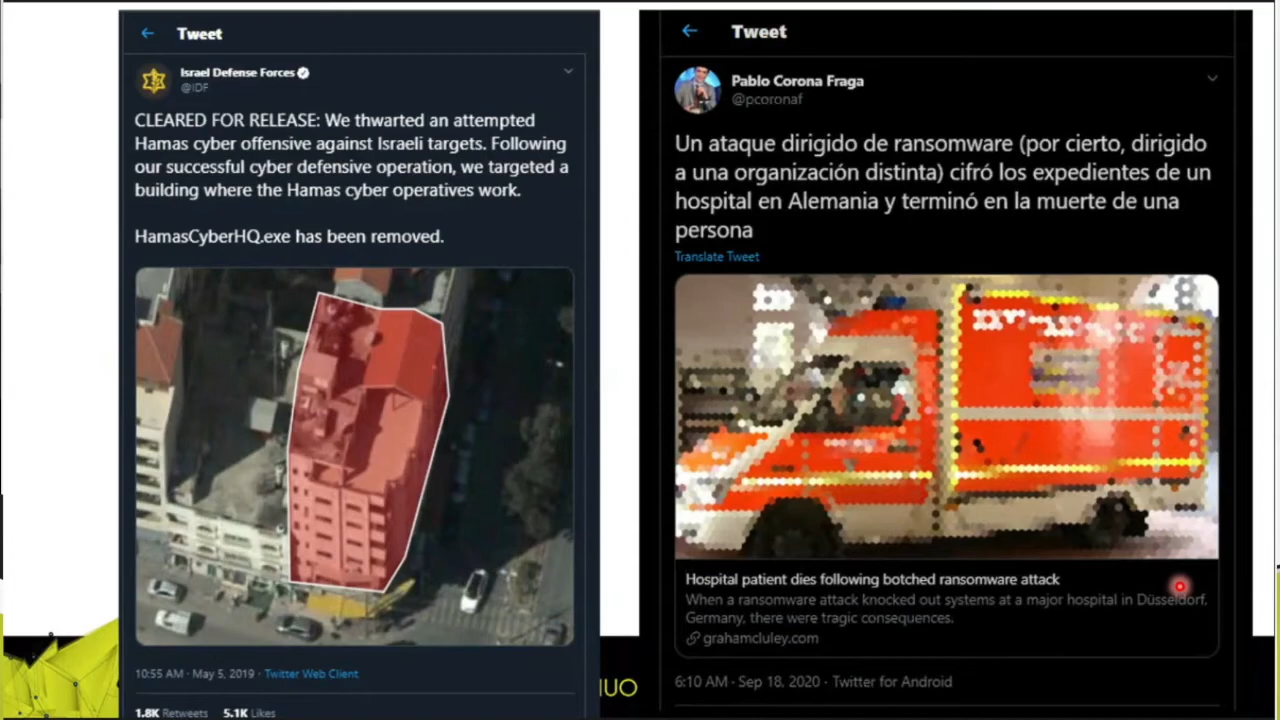 Tweet
Israel Defense Forces
@IDF
CLEARED FOR RELEASE: We thwarted an attempted
Hamas cyber offensive against Israeli targets. Following
our successful cyber defensive operation, we targeted a
building where the Hamas cyber operatives work.
HamasCyberHQ.exe has been removed.
10:55 AM · May 5, 2019 · Twitter Web Client
1.8K Retweets 5.1K Likes
Tweet
Pablo Corona Fraga
@pcoronaf
Un ataque dirigido de ransomware (por cierto, dirigido
a una organización distinta) cifró los expedientes de un
hospital en Alemania y terminó en la muerte de una
persona
Translate Tweet
Hospital patient dies following botched ransomware attack
When a ransomware attack knocked out systems at a major hospital in Düsseldorf,
Germany, there were tragic consequences.
grahamcluley.com
6:10 AM · Sep 18, 2020 · Twitter for Android